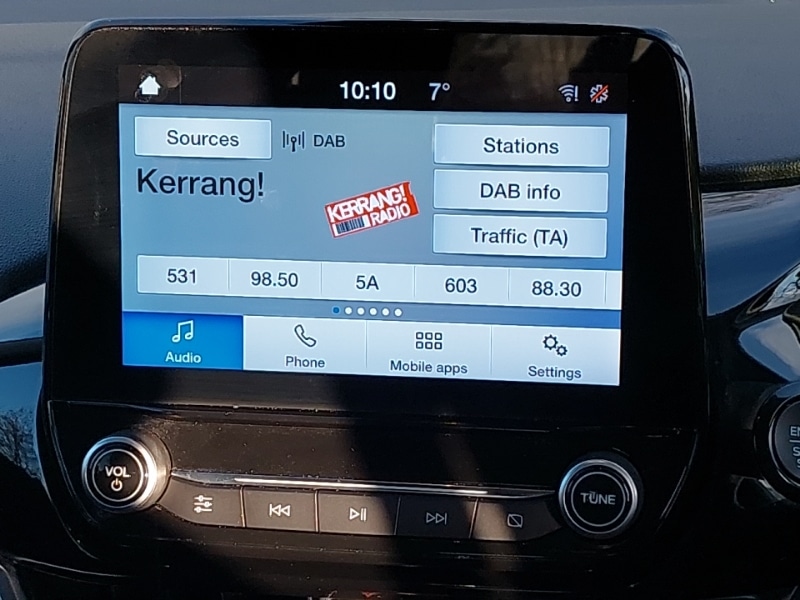 10:10 7°
Sources DAB
Stations
Kerrang!
KERRANG!
RADIO
DAB info
Traffic (TA)
531 98.50 5A 603 88.30
Audio Phone Mobile apps Settings
VOL
TUNE